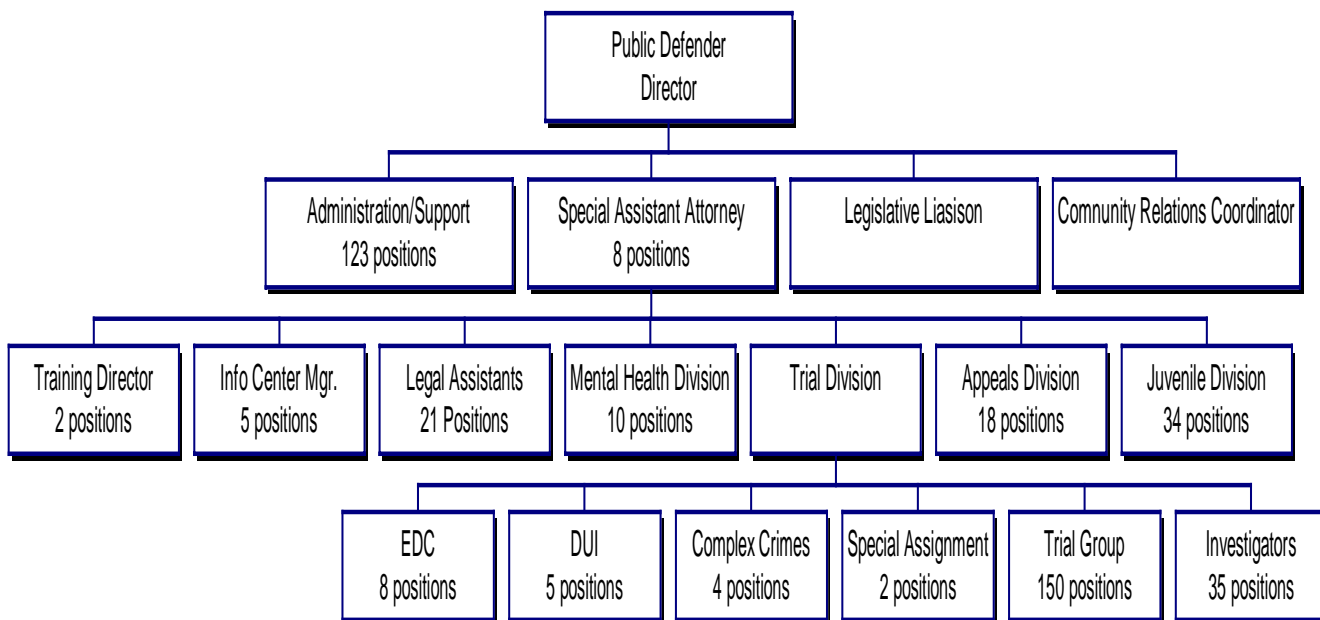 Public Defender
Director
Administration/Support
123 positions
Special Assistant Attorney
8 positions
Legislative Liasison
Comnunity Relations Coordinator
Training Director
2 positions
Info Center Mgr.
5 positions
Legal Assistants
21 Positions
Mental Health Division
10 positions
Trial Division
Appeals Division
18 positions
Juvenile Division
34 positions
EDC
8 positions
DUI
5 positions
Complex Crimes
4 positions
Special Assignment
2 positions
Trial Group
150 positions
Investigators
35 positions